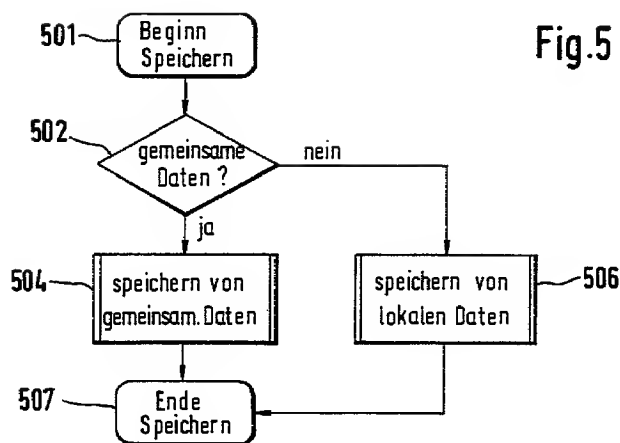 501
Beginn
Speichern
Fig.5
502
gemeinsame
Daten ?
nein
ja
504
speichern von
gemeinsam. Daten
speichern von
lokalen Daten
506
507
Ende
Speichern